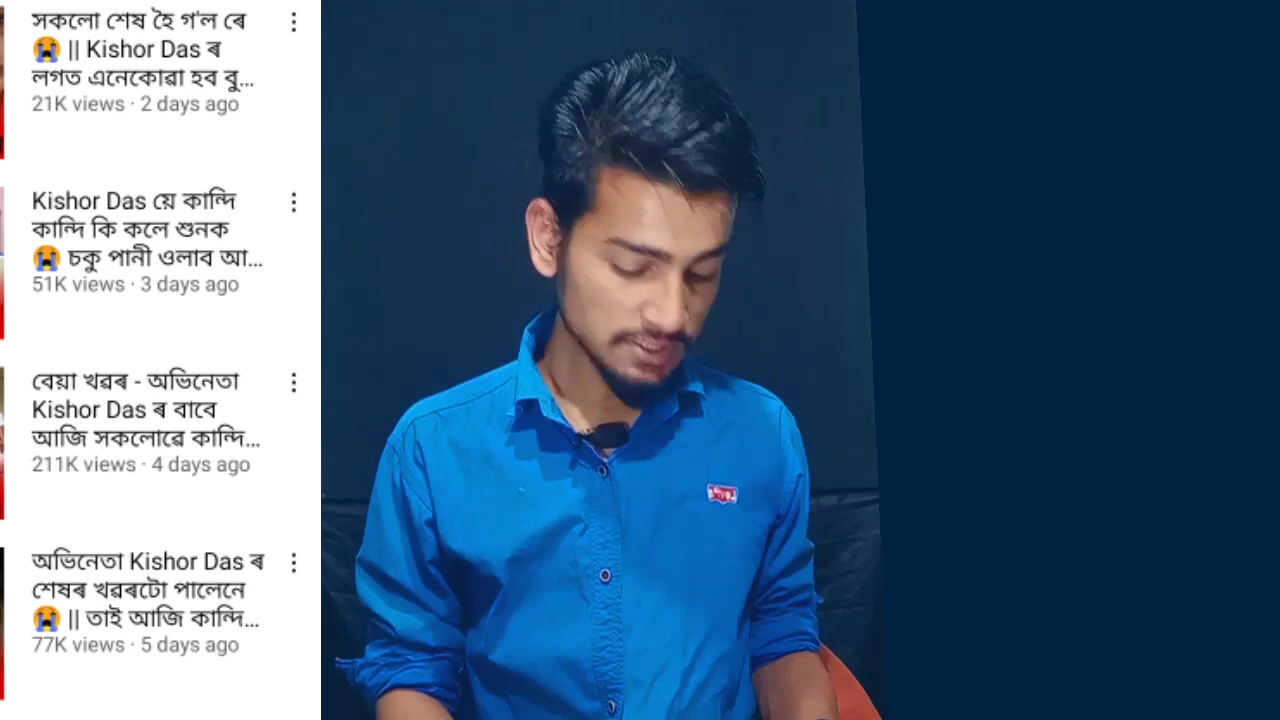 সকলো শেষ হৈ গ'ল ৰে
😭 || Kishor Das ৰ
লগত এনেকোৱা হব বু...
21K views · 2 days ago
Kishor Das য়ে কান্দি
কান্দি কি কলে শুনক
😭 চকু পানী ওলাব আ...
51K views · 3 days ago
বেয়া খৱৰ - অভিনেতা
Kishor Das ৰ বাবে
আজি সকলোৱে কান্দি...
211K views · 4 days ago
অভিনেতা Kishor Das ৰ
শেষৰ খৱৰটো পালেনে
😭 || তাই আজি কান্দি...
77K views · 5 days ago